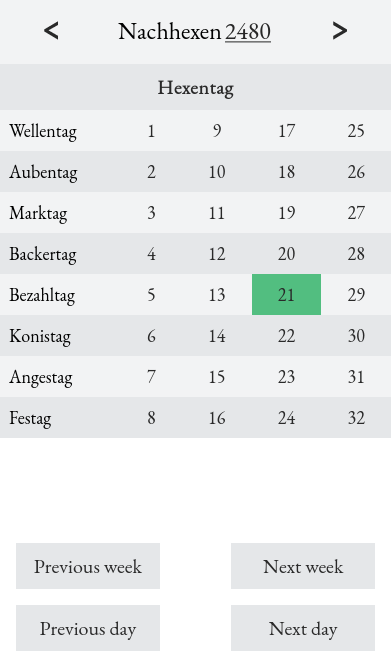 < Nachhexen 2480 >
Hexentag
Wellentag 1 9 17 25
Aubentag 2 10 18 26
Marktag 3 11 19 27
Backertag 4 12 20 28
Bezahltag 5 13 21 29
Konistag 6 14 22 30
Angestag 7 15 23 31
Festag 8 16 24 32
Previous week Next week
Previous day Next day